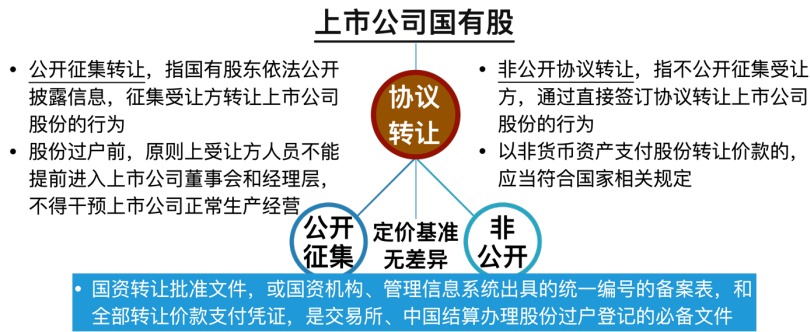 上市公司国有股
• 公开征集转让，指国有股东依法公开
披露信息，征集受让方转让上市公司
股份的行为
• 股份过户前，原则上受让方人员不能
提前进入上市公司董事会和经理层，
不得干预上市公司正常生产经营
协议
转让
• 非公开协议转让，指不公开征集受让
方，通过直接签订协议转让上市公司
股份的行为
• 以非货币资产支付股份转让价款的，
应当符合国家相关规定
公开
征集
定价基准
无差异
非
公开
• 国资转让批准文件，或国资机构、管理信息系统出具的统一编号的备案表，和
全部转让价款支付凭证，是交易所、中国结算办理股份过户登记的必备文件